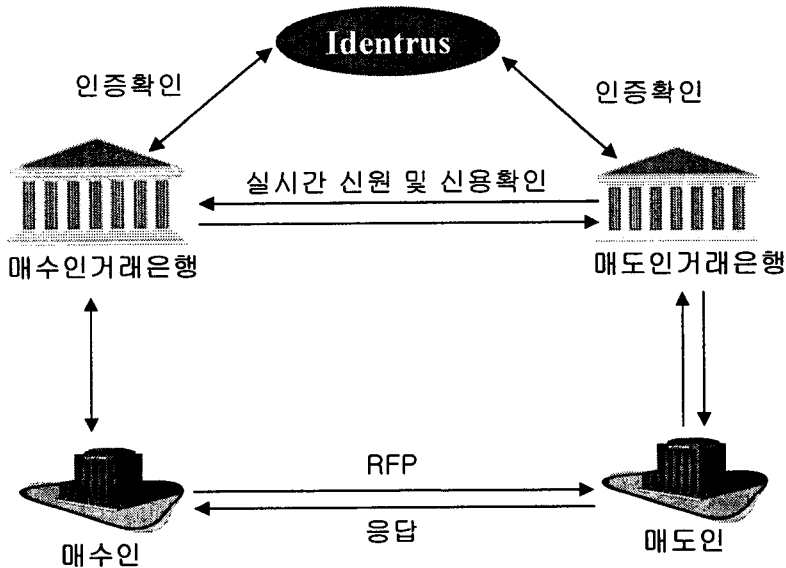 Identrus
인증확인
인증확인
실시간 신원 및 신용확인
매수인거래은행
매도인거래은행
RFP
응답
매수인
매도인